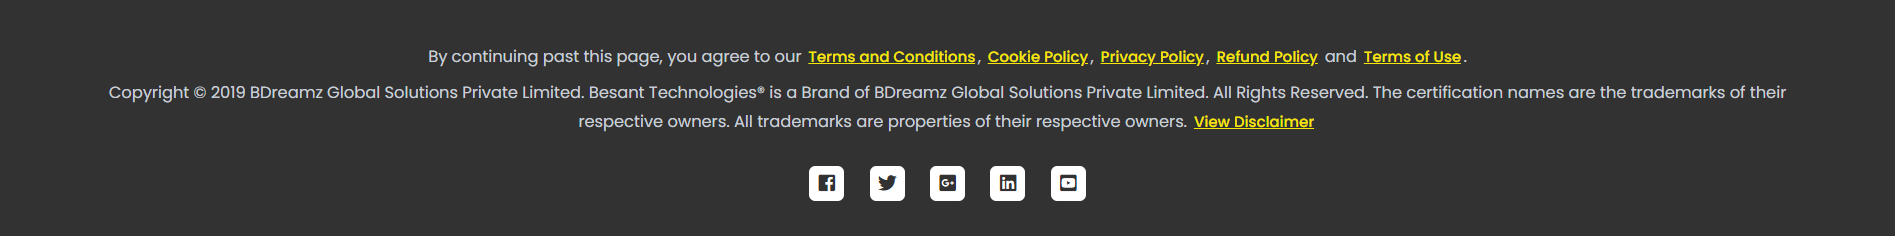 By continuing past this page, you agree to our Terms and Conditions, Cookie Policy, Privacy Policy, Refund Policy and Terms of Use.
Copyright © 2019 BDreamz Global Solutions Private Limited. Besant Technologies® is a Brand of BDreamz Global Solutions Private Limited. All Rights Reserved. The certification names are the trademarks of their
respective owners. All trademarks are properties of their respective owners. View Disclaimer